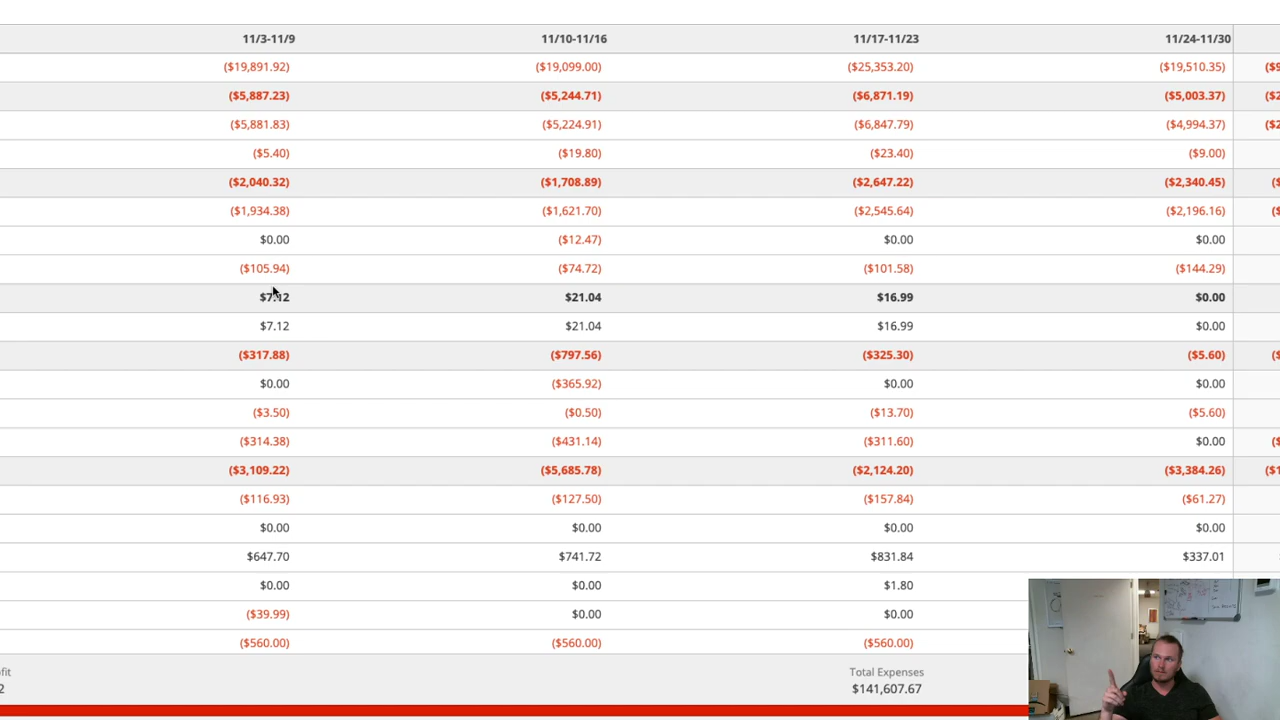 11/3-11/9 11/10-11/16 11/17-11/23 11/24-11/30
($19,891.92) ($19,099.00) ($25,353.20) ($19,510.35) ($9
($5,887.23) ($5,244.71) ($6,871.19) ($5,003.37) ($2
($5,881.83) ($5,224.91) ($6,847.79) ($4,994.37) ($2
($5.40) ($19.80) ($23.40) ($9.00)
($2,040.32) ($1,708.89) ($2,647.22) ($2,340.45) ($
($1,934.38) ($1,621.70) ($2,545.64) ($2,196.16) ($
$0.00 ($12.47) $0.00 $0.00
($105.94) ($74.72) ($101.58) ($144.29)
$7.12 $21.04 $16.99 $0.00
$7.12 $21.04 $16.99 $0.00
($317.88) ($797.56) ($325.30) ($5.60) ($
$0.00 ($365.92) $0.00 $0.00
($3.50) ($0.50) ($13.70) ($5.60)
($314.38) ($431.14) ($311.60) $0.00 ($
($3,109.22) ($5,685.78) ($2,124.20) ($3,384.26) ($1
($116.93) ($127.50) ($157.84) ($61.27)
$0.00 $0.00 $0.00 $0.00
$647.70 $741.72 $831.84 $337.01
$0.00 $0.00 $1.80
($39.99) $0.00 $0.00
($560.00) ($560.00) ($560.00)
fit Total Expenses
2 $141,607.67